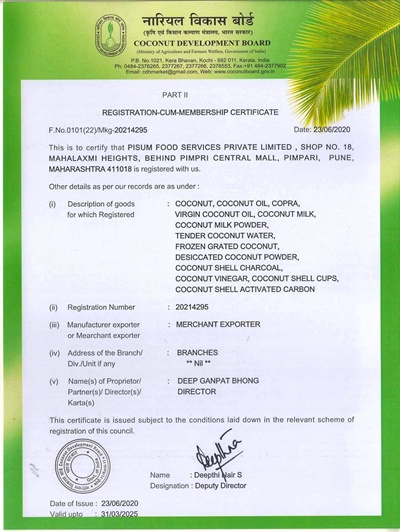 नारियल विकास बोर्ड
(कृषि एवं किसान कल्याण मंत्रालय, भारत सरकार)
COCONUT DEVELOPMENT BOARD
(Ministry of Agriculture and Farmers Welfare, Government of India)
P.B. No.1021, Kera Bhavan, Kochi - 682 011, Kerala, India
Ph: 0484-2376265, 2377267, 2377266, 2376553, Fax:+91 484-2377902
Email: cdbmarket@gmail.com, Web: www.coconutboard.gov.in
PART II
REGISTRATION-CUM-MEMBERSHIP CERTIFICATE
F.No.0101(22)/Mkg-20214295 Date: 23/06/2020
This is to certify that PISUM FOOD SERVICES PRIVATE LIMITED , SHOP NO. 18,
MAHALAXMI HEIGHTS, BEHIND PIMPRI CENTRAL MALL, PIMPARI, PUNE,
MAHARASHTRA 411018 is registered with us.
Other details as per our records are as under :
(i) Description of goods : COCONUT, COCONUT OIL, COPRA,
for which Registered VIRGIN COCONUT OIL, COCONUT MILK,
COCONUT MILK POWDER,
TENDER COCONUT WATER,
FROZEN GRATED COCONUT,
DESICCATED COCONUT POWDER,
COCONUT SHELL CHARCOAL,
COCONUT VINEGAR, COCONUT SHELL CUPS,
COCONUT SHELL ACTIVATED CARBON
(ii) Registration Number : 20214295
(iii) Manufacturer exporter : MERCHANT EXPORTER
or Mearchant exporter
(iv) Address of the Branch/ : BRANCHES
Div./Unit if any ** Nil **
(v) Name(s) of Proprietor/ : DEEP GANPAT BHONG
Partner(s)/ Director(s)/ DIRECTOR
Karta(s)
This certificate is issued subject to the conditions laid down in the relevant scheme of
registration of this council.
Name : Deepthi Nair S
Designation : Deputy Director
Date of Issue : 23/06/2020
Valid upto : 31/03/2025